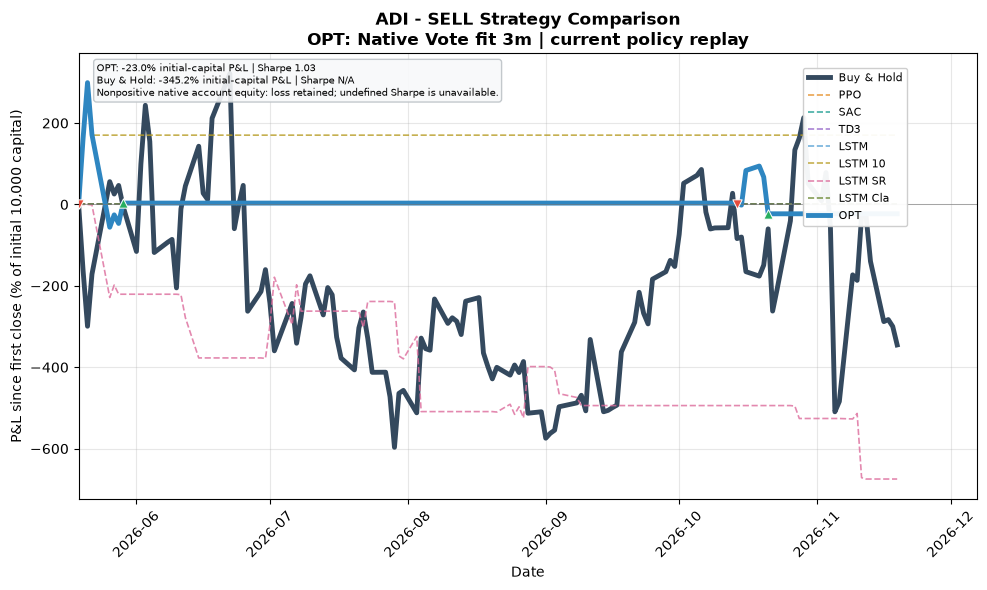 ADI - SELL Strategy Comparison
OPT: Native Vote fit 3m | current policy replay
OPT: -23.0% initial-capital P&L | Sharpe 1.03
Buy & Hold: -345.2% initial-capital P&L | Sharpe N/A
Nonpositive native account equity: loss retained; undefined Sharpe is unavailable.
Buy & Hold
PPO
SAC
TD3
LSTM
LSTM 10
LSTM SR
LSTM Cla
OPT
P&L since first close (% of initial 10,000 capital)
200
0
−200
−400
−600
2026-06
2026-07
2026-08
2026-09
2026-10
2026-11
2026-12
Date